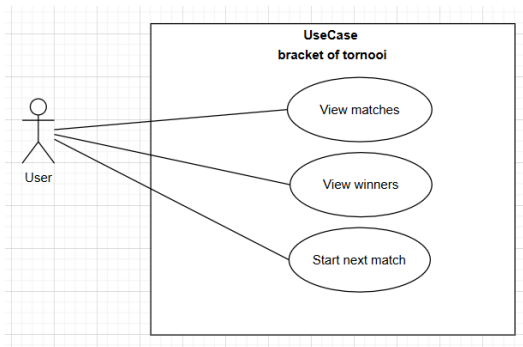 UseCase
bracket of tornooi
View matches
User
View winners
Start next match